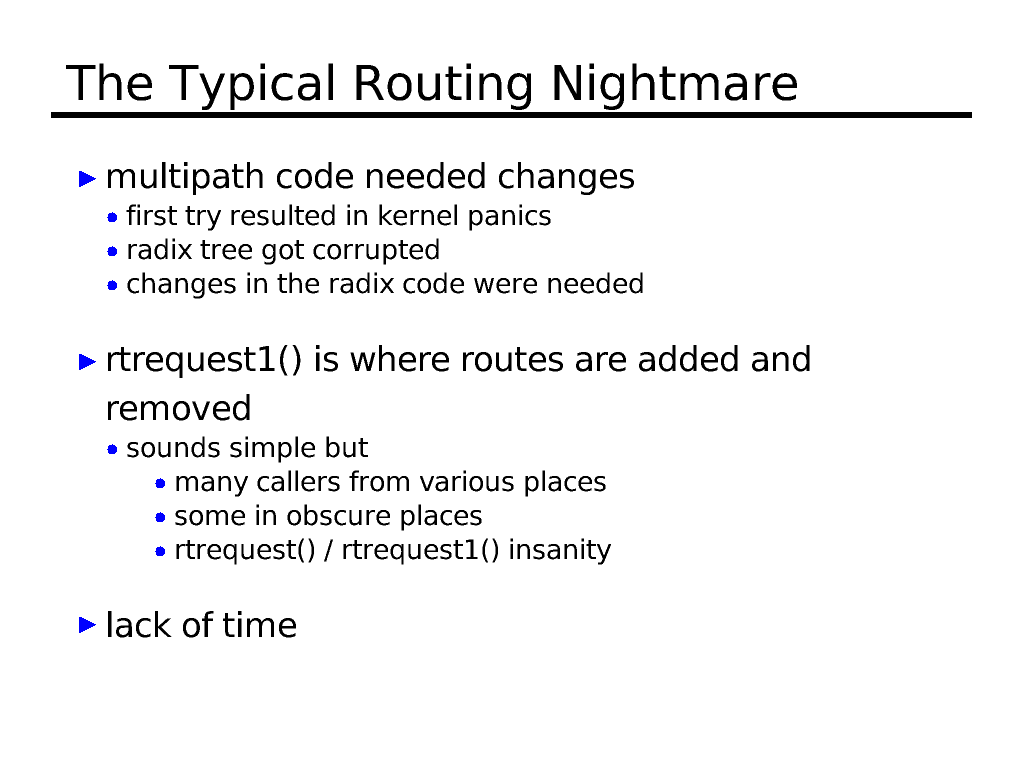 The Typical Routing Nightmare
multipath code needed changes
first try resulted in kernel panics
radix tree got corrupted
changes in the radix code were needed
rtrequest1() is where routes are added and
removed
sounds simple but
many callers from various places
some in obscure places
rtrequest() / rtrequest1() insanity
lack of time